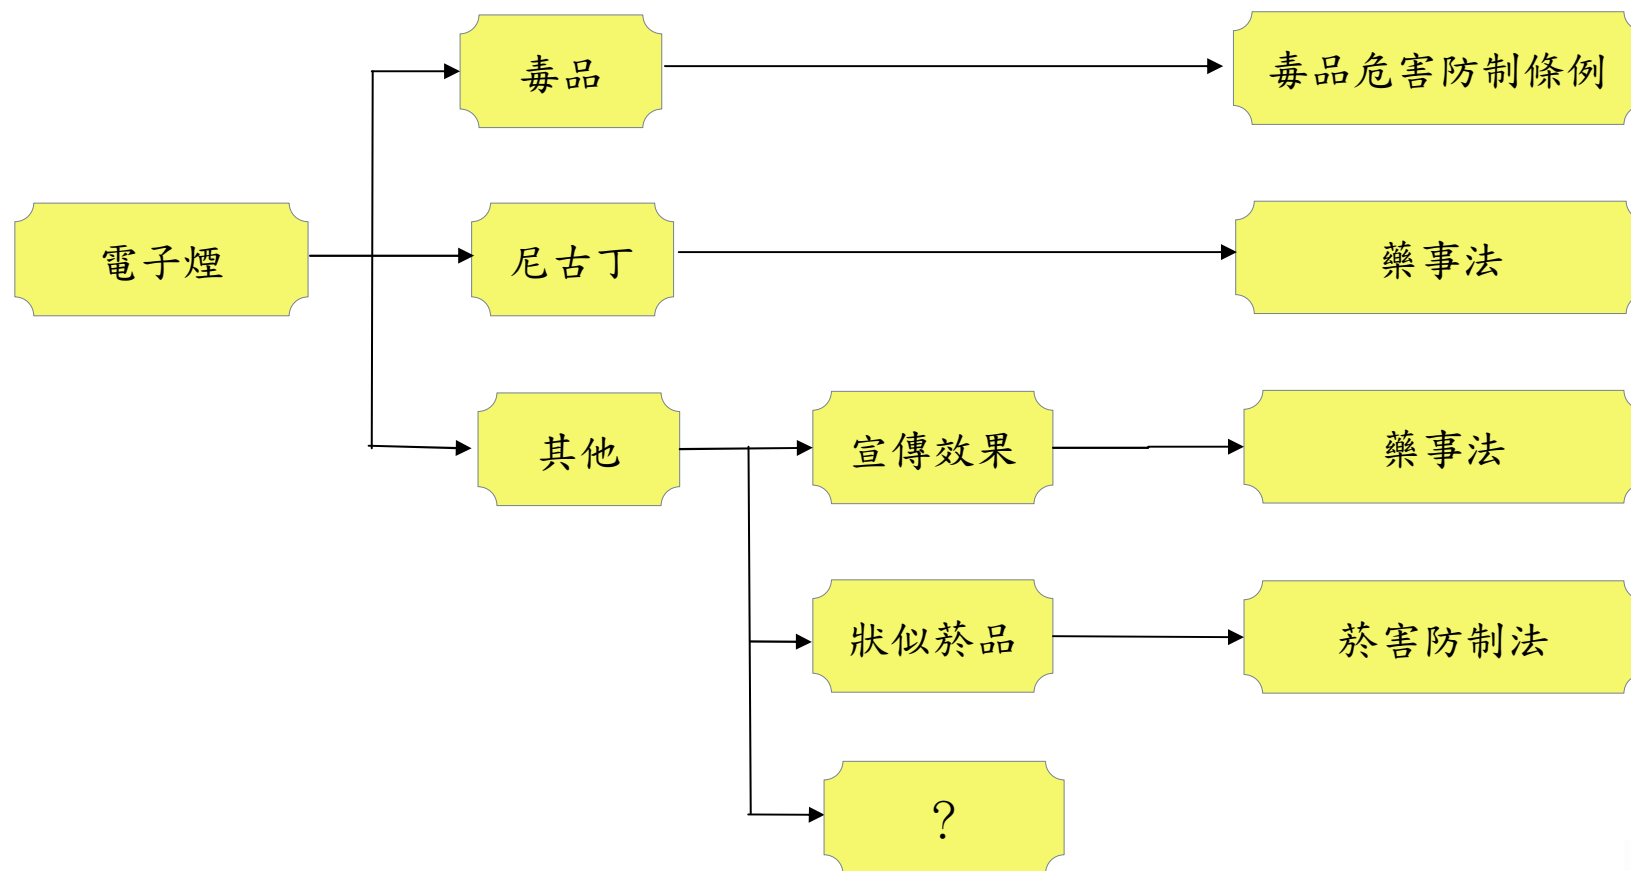 毒品
毒品危害防制條例
電子煙
尼古丁
藥事法
其他
宣傳效果
藥事法
狀似菸品
菸害防制法
？